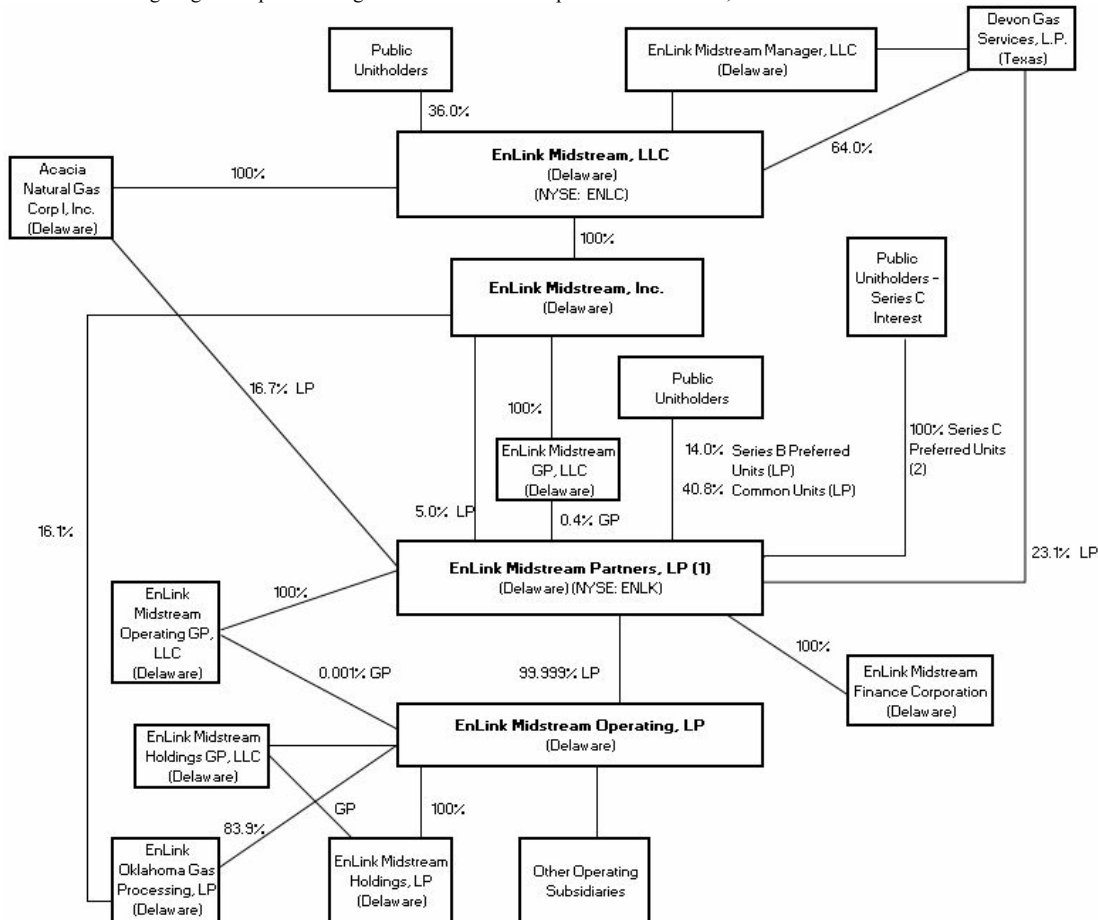 Devon Gas
Services, L.P.
(Texas)
Public
Unitholders
EnLink Midstream Manager, LLC
(Delaware)
36.0%
64.0%
EnLink Midstream, LLC
(Delaware)
(NYSE: ENLC)
Acacia
Natural Gas
Corp I, Inc.
(Delaware)
100%
100%
EnLink Midstream, Inc.
(Delaware)
Public
Unitholders –
Series C
Interest
16.7% LP
Public
Unitholders
100%
EnLink Midstream
GP, LLC
(Delaware)
14.0% Series B Preferred
Units (LP)
40.8% Common Units (LP)
100% Series C
Preferred Units
(2)
16.1%
5.0% LP
0.4% GP
23.1% LP
EnLink Midstream Partners, LP (1)
(Delaware) (NYSE: ENLK)
EnLink
Midstream
Operating GP,
LLC
(Delaware)
100%
0.001% GP
99.999% LP
100%
EnLink Midstream
Finance Corporation
(Delaware)
EnLink Midstream Operating, LP
(Delaware)
EnLink Midstream
Holdings GP, LLC
(Delaware)
83.9%
GP
100%
EnLink
Oklahoma Gas
Processing, LP
(Delaware)
EnLink Midstream
Holdings, LP
(Delaware)
Other Operating
Subsidiaries